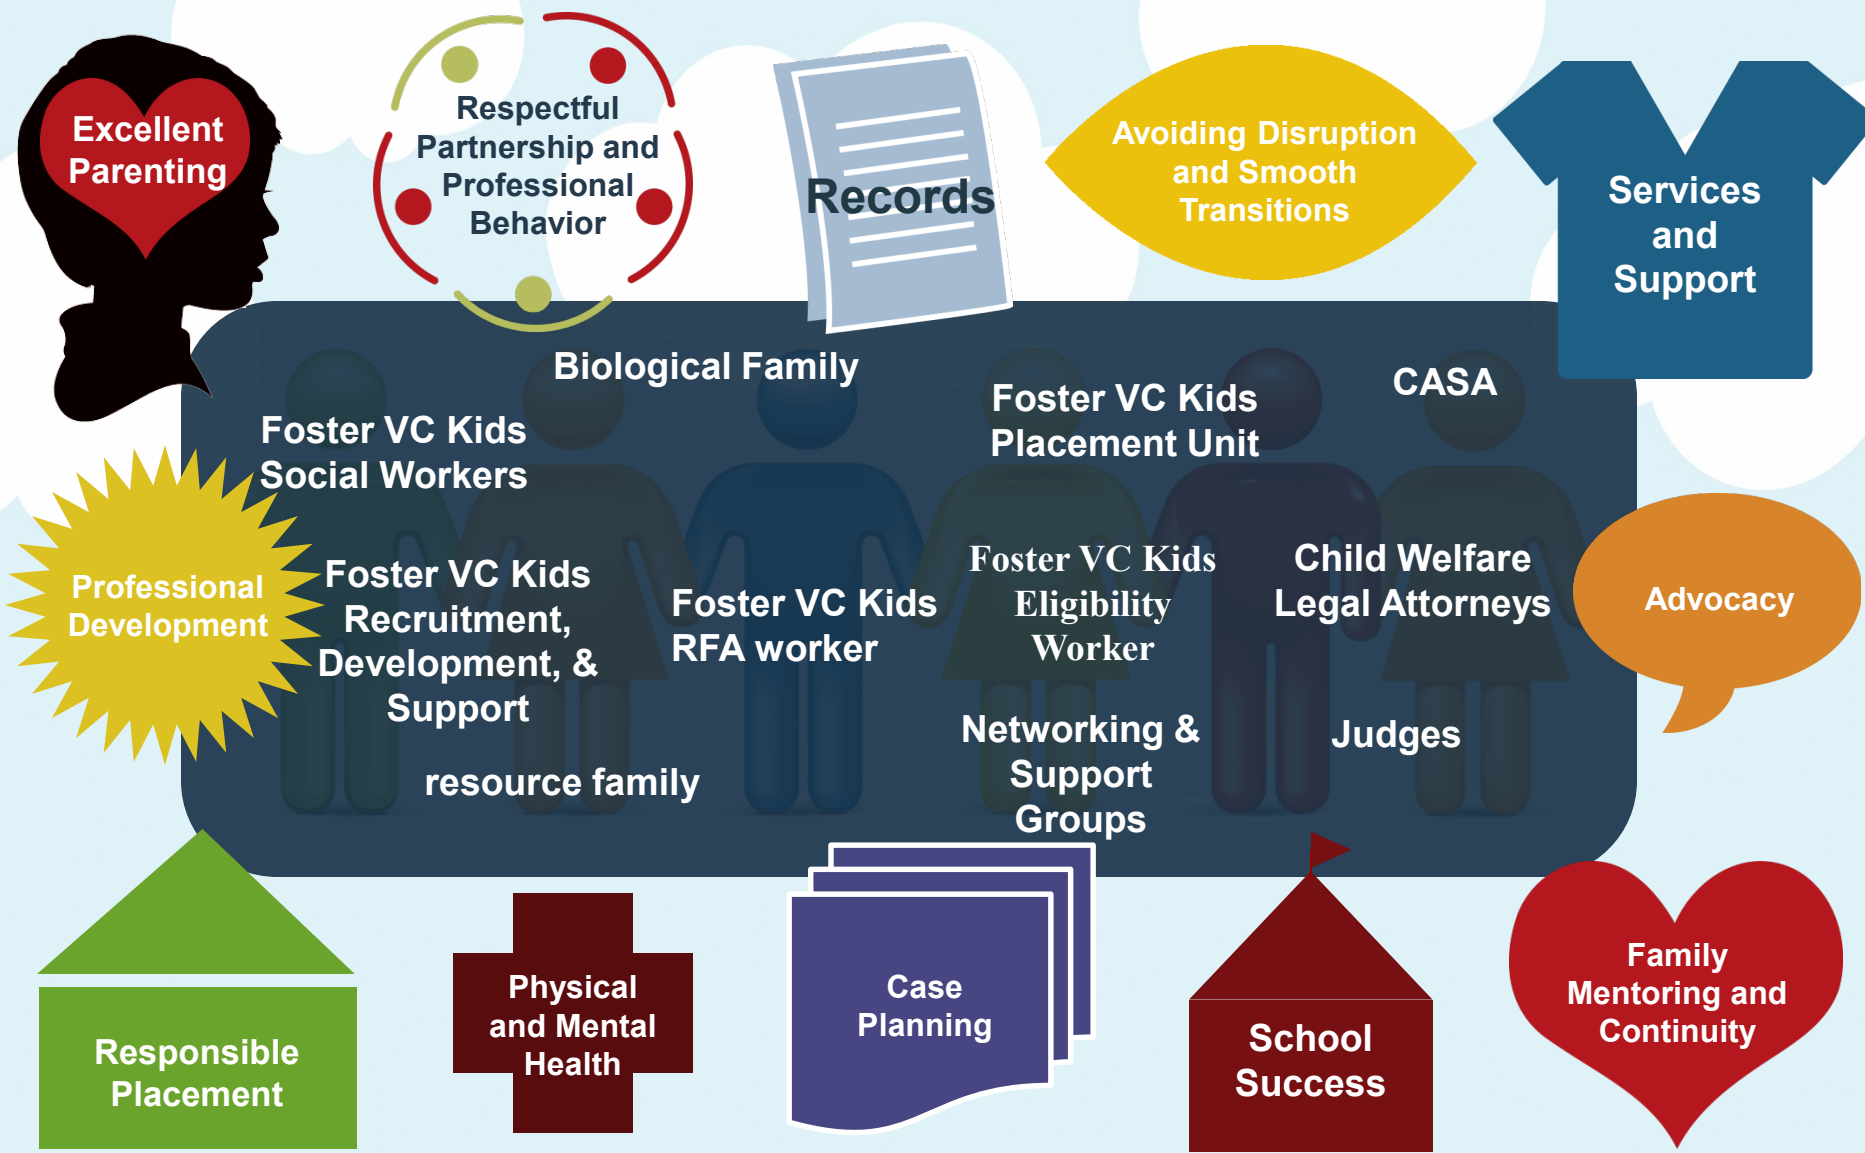 Excellent
Parenting
Respectful
Partnership and
Professional
Behavior
Records
Avoiding Disruption
and Smooth
Transitions
Services
and
Support
Biological Family
Foster VC Kids
Placement Unit
CASA
Foster VC Kids
Social Workers
Professional
Development
Foster VC Kids
Recruitment,
Development, &
Support
Foster VC Kids
RFA worker
Foster VC Kids
Eligibility
Worker
Child Welfare
Legal Attorneys
Advocacy
resource family
Networking &
Support
Groups
Judges
Responsible
Placement
Physical
and Mental
Health
Case
Planning
School
Success
Family
Mentoring and
Continuity